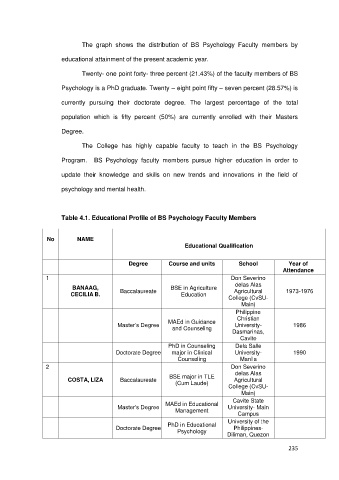 The graph shows the distribution of BS Psychology Faculty members by
educational attainment of the present academic year.
Twenty- one point forty- three percent (21.43%) of the faculty members of BS
Psychology is a PhD graduate. Twenty – eight point fifty – seven percent (28.57%) is
currently pursuing their doctorate degree. The largest percentage of the total
population which is fifty percent (50%) are currently enrolled with their Masters
Degree.
The College has highly capable faculty to teach in the BS Psychology
Program. BS Psychology faculty members pursue higher education in order to
update their knowledge and skills on new trends and innovations in the field of
psychology and mental health.
Table 4.1. Educational Profile of BS Psychology Faculty Members
No NAME
Educational Qualification
Degree Course and units School Year of
Attendance
1
BANAAG,
CECILIA B.
Baccalaureate
BSE in Agriculture
Education
Don Severino
delas Alas
Agricultural
College (CvSU-
Main)
1973-1976
Master's Degree
MAEd in Guidance
and Counseling
Philippine
Christian
University-
Dasmarinas,
Cavite
1986
Doctorate Degree
PhD in Counseling
major in Clinical
Counseling
Dela Salle
University-
Manila
1990
2
COSTA, LIZA
Baccalaureate
BSE major in TLE
(Cum Laude)
Don Severino
delas Alas
Agricultural
College (CvSU-
Main)
Master's Degree
MAEd in Educational
Management
Cavite State
University- Main
Campus
Doctorate Degree
PhD in Educational
Psychology
University of the
Philippines-
Diliman, Quezon
235